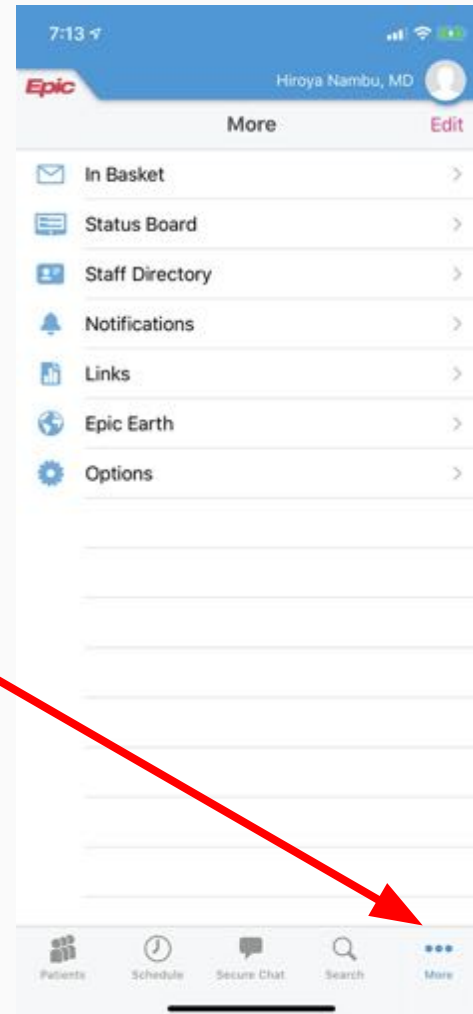 7:13
Epic
Hiroya Nambu, MD
More
Edit
In Basket
Status Board
Staff Directory
Notifications
Links
Epic Earth
Options
Patients Schedule Secure Chat Search More